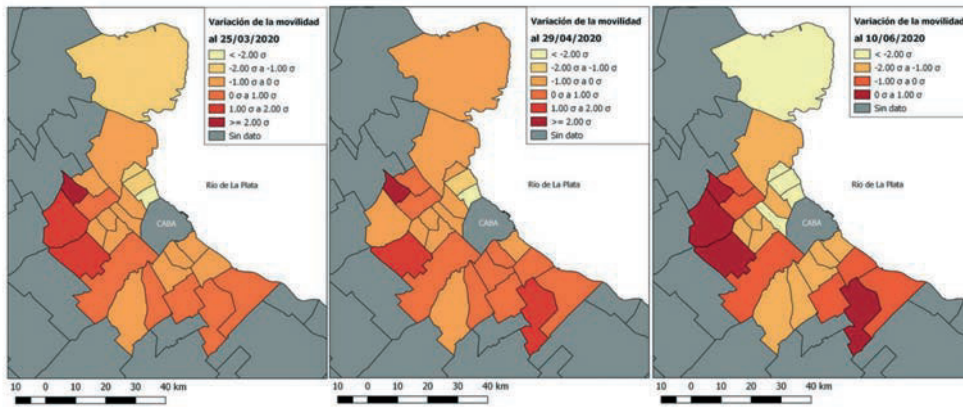 Variación de la movilidad
al 25/03/2020
< -2.00 σ
-2.00 σ a -1.00 σ
-1.00 σ a 0 σ
0 σ a 1.00 σ
1.00 σ a 2.00 σ
>= 2.00 σ
Sin dato
Río de La Plata
CABA
10 0 10 20 30 40 km
Variación de la movilidad
al 29/04/2020
< -2.00 σ
-2.00 σ a -1.00 σ
-1.00 σ a 0 σ
0 σ a 1.00 σ
1.00 σ a 2.00 σ
>= 2.00 σ
Sin dato
Río de La Plata
CABA
10 0 10 20 30 40 km
Variación de la movilidad
al 10/06/2020
< -2.00 σ
-2.00 σ a -1.00 σ
-1.00 σ a 0 σ
0 σ a 1.00 σ
Sin dato
Río de La Plata
CABA
10 0 10 20 30 40 km